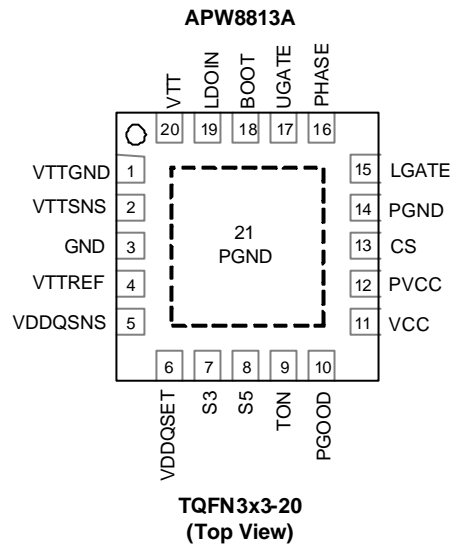 APW8813A
VTT
LDOIN
BOOT
UGATE
PHASE
20 19 18 17 16
VTTGND 1
VTTSNS 2
GND 3
VTTREF 4
VDDQSNS 5
21
PGND
15 LGATE
14 PGND
13 CS
12 PVCC
11 VCC
6 7 8 9 10
VDDQSET
S3
S5
TON
PGOOD
TQFN3x3-20
(Top View)